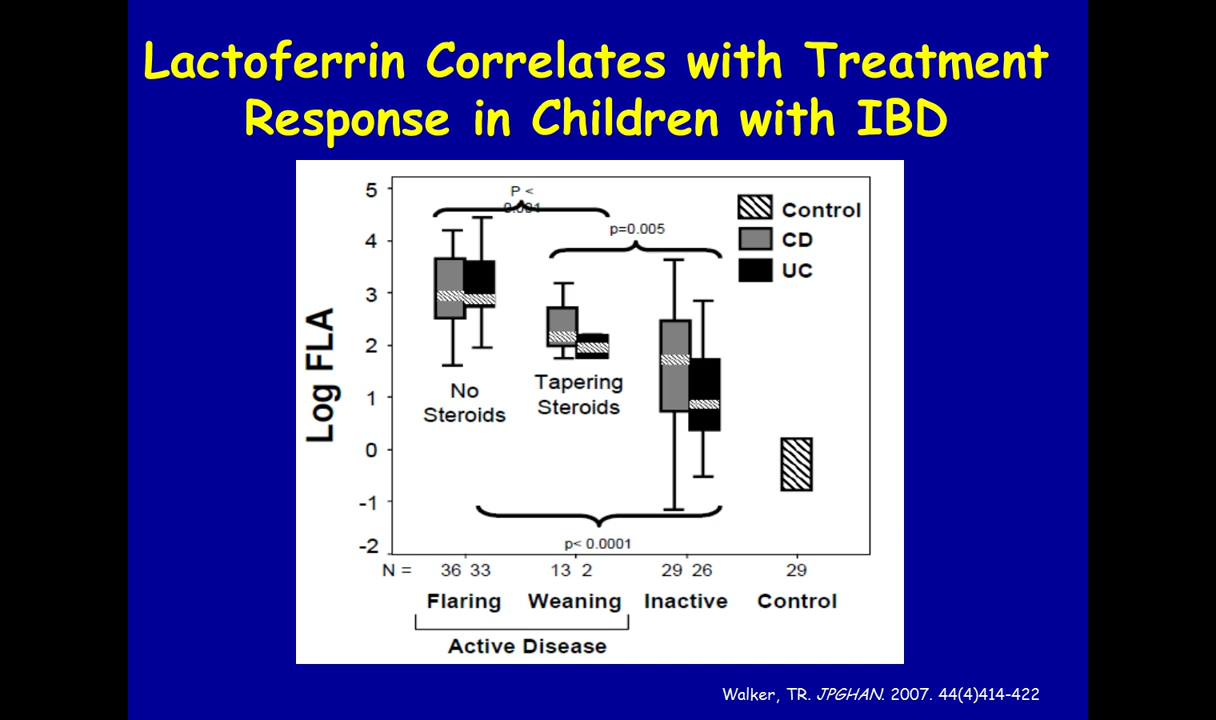 Lactoferrin Correlates with Treatment
Response in Children with IBD
P <
0.001
p=0.005
Control
CD
UC
5
4
3
2
1
0
-1
-2
Log FLA
No
Steroids
Tapering
Steroids
p< 0.0001
N = 36 33 13 2 29 26 29
Flaring Weaning Inactive Control
Active Disease
Walker, TR. JPGHAN. 2007. 44(4)414-422